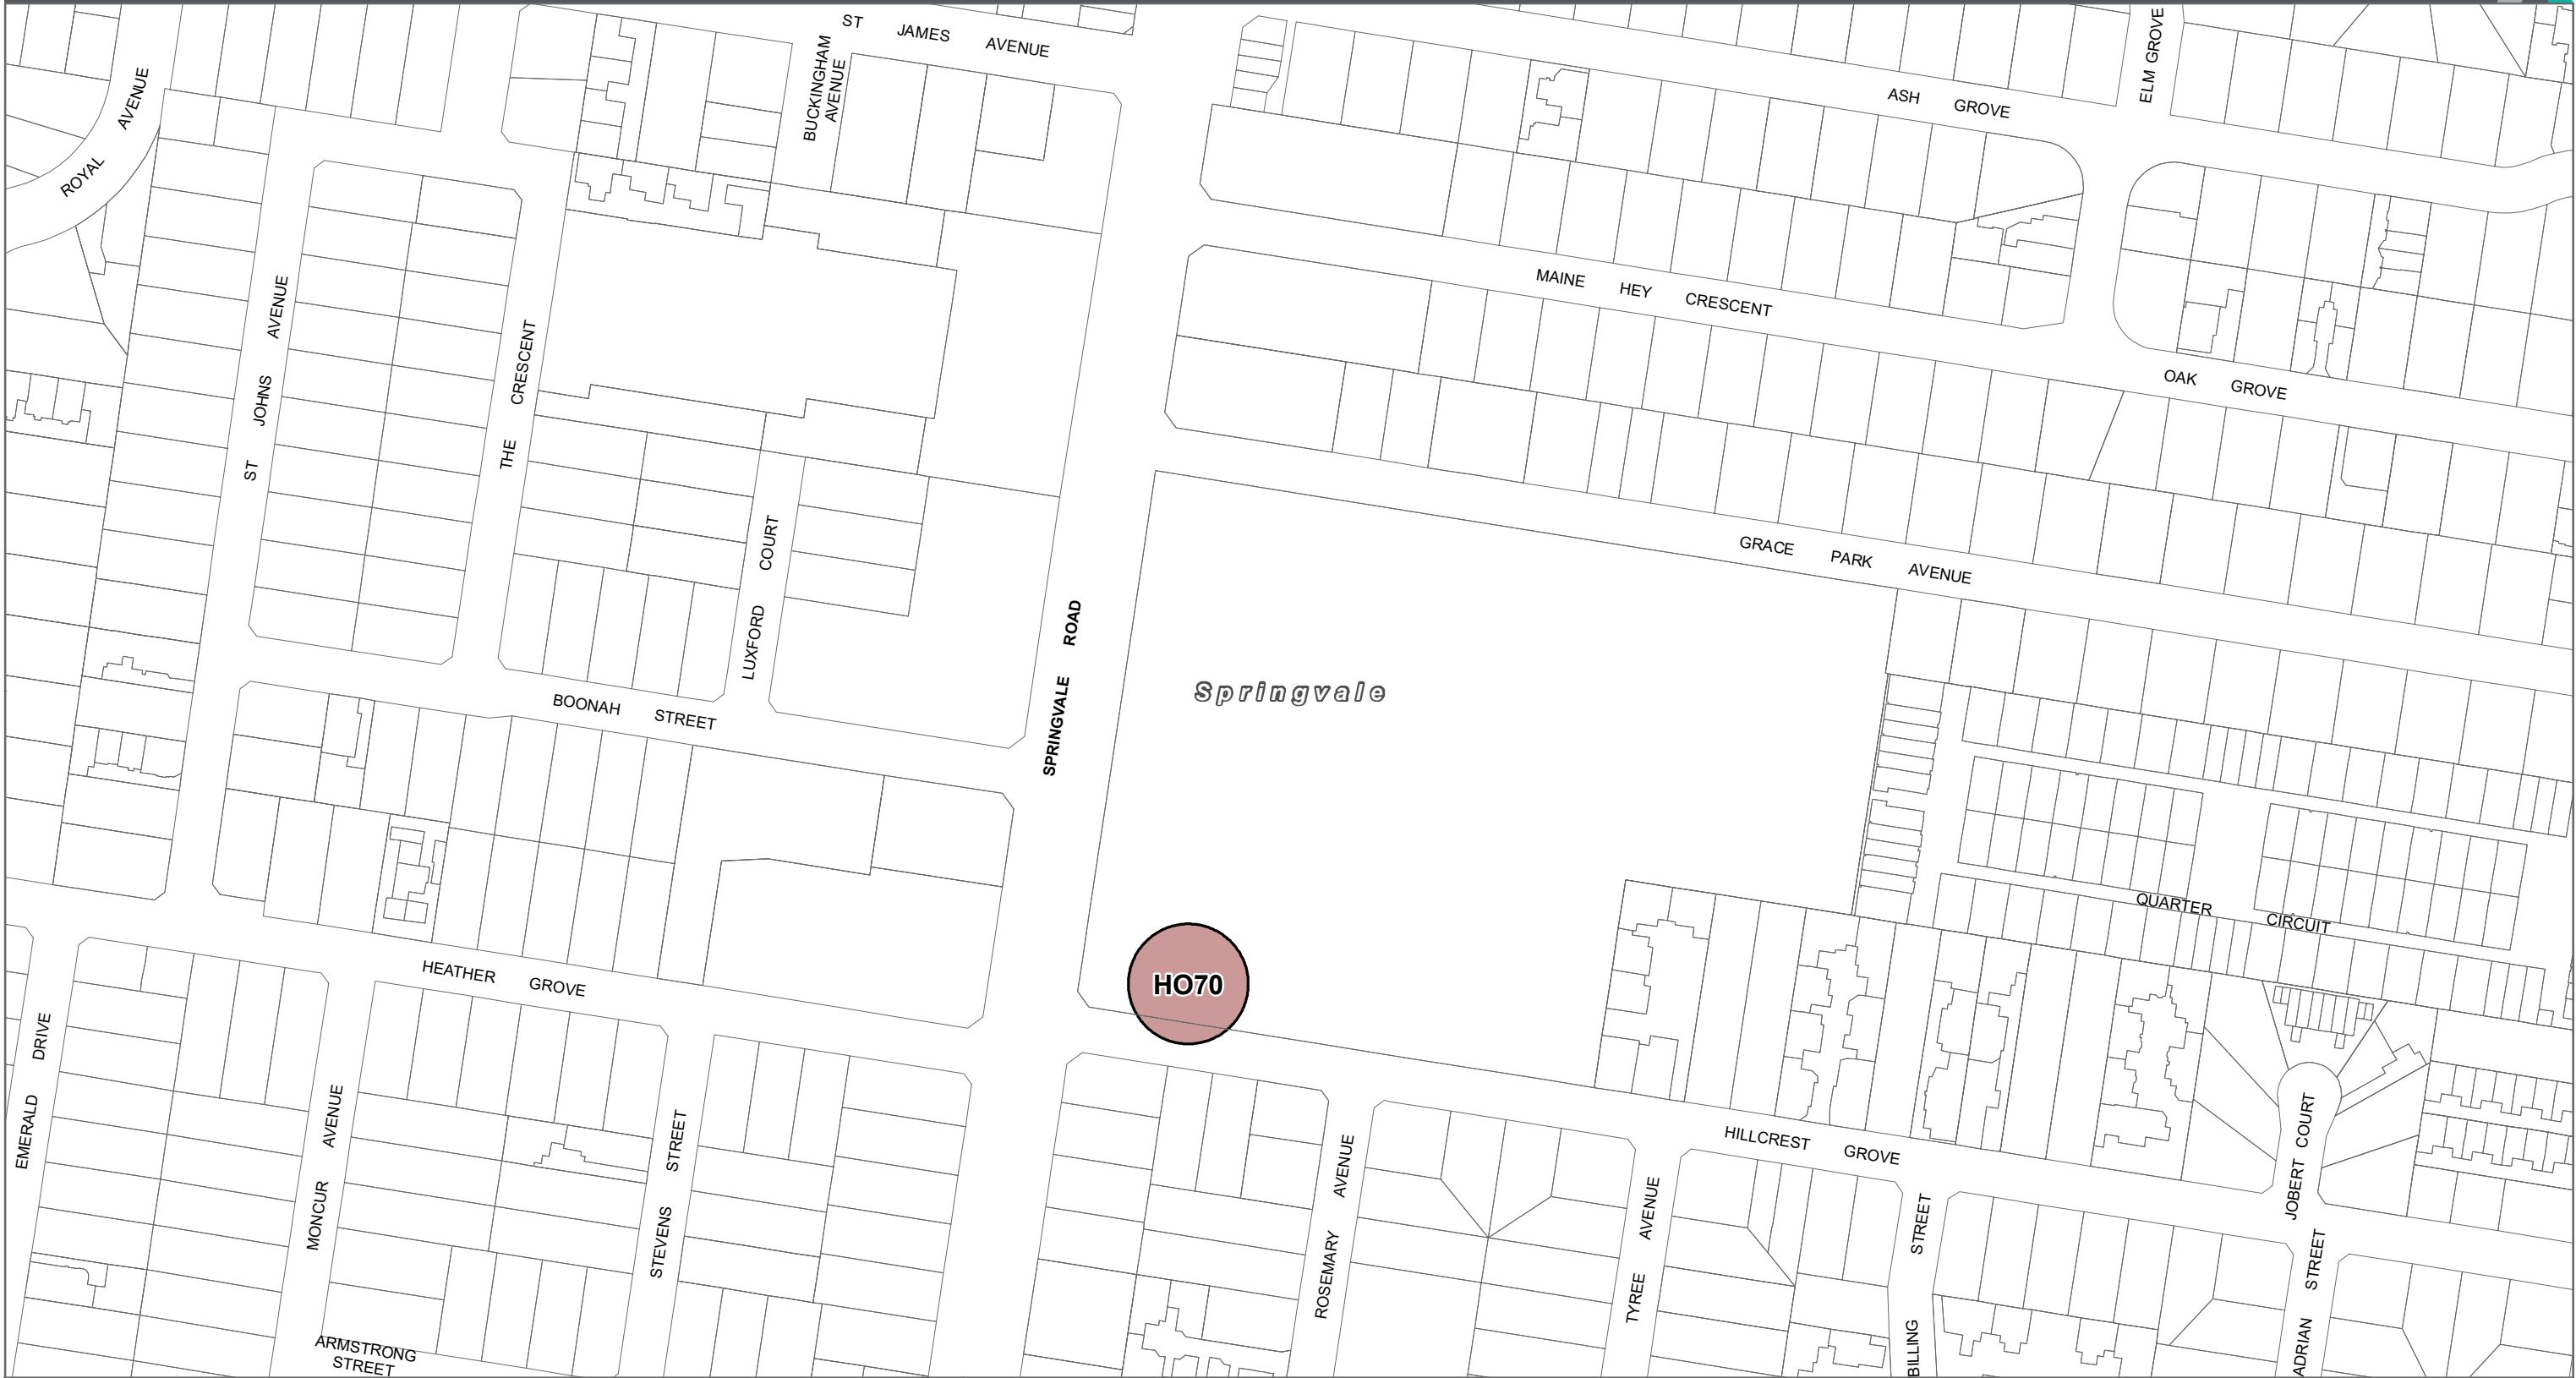 ST JAMES AVENUE
BUCKINGHAM
AVENUE
ELM GROVE
ASH GROVE
ROYAL AVENUE
ST JOHNS AVENUE
THE CRESCENT
MAINE HEY CRESCENT
OAK GROVE
LUXFORD COURT
GRACE PARK AVENUE
SPRINGVALE ROAD
Springvale
BOONAH STREET
QUARTER CIRCUIT
HEATHER GROVE
HO70
EMERALD DRIVE
MONCUR AVENUE
STEVENS STREET
ROSEMARY AVENUE
TYREE AVENUE
HILLCREST GROVE
BILLING STREET
JOBERT COURT
ADRIAN STREET
ARMSTRONG
STREET